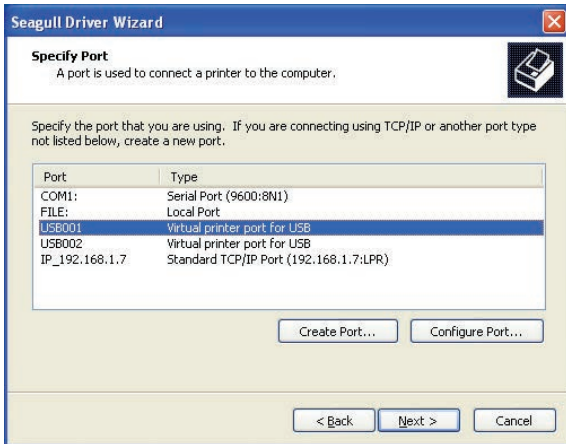 Seagull Driver Wizard
Specify Port
A port is used to connect a printer to the computer.
Specify the port that you are using. If you are connecting using TCP/IP or another port type
not listed below, create a new port.
Port Type
COM1: Serial Port (9600:8N1)
FILE: Local Port
USB001 Virtual printer port for USB
USB002 Virtual printer port for USB
IP_192.168.1.7 Standard TCP/IP Port (192.168.1.7:LPR)
Create Port... Configure Port...
< Back Next > Cancel